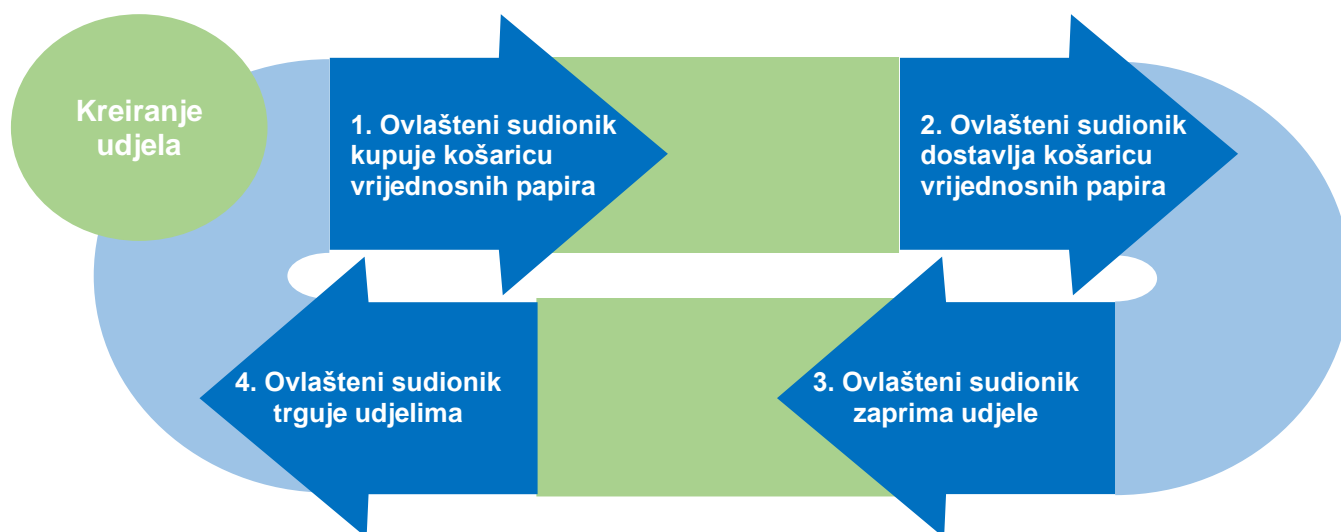 Kreiranje
udjela
1. Ovlašteni sudionik
kupuje košaricu
vrijednosnih papira
2. Ovlašteni sudionik
dostavlja košaricu
vrijednosnih papira
3. Ovlašteni sudionik
zaprima udjele
4. Ovlašteni sudionik
trguje udjelima